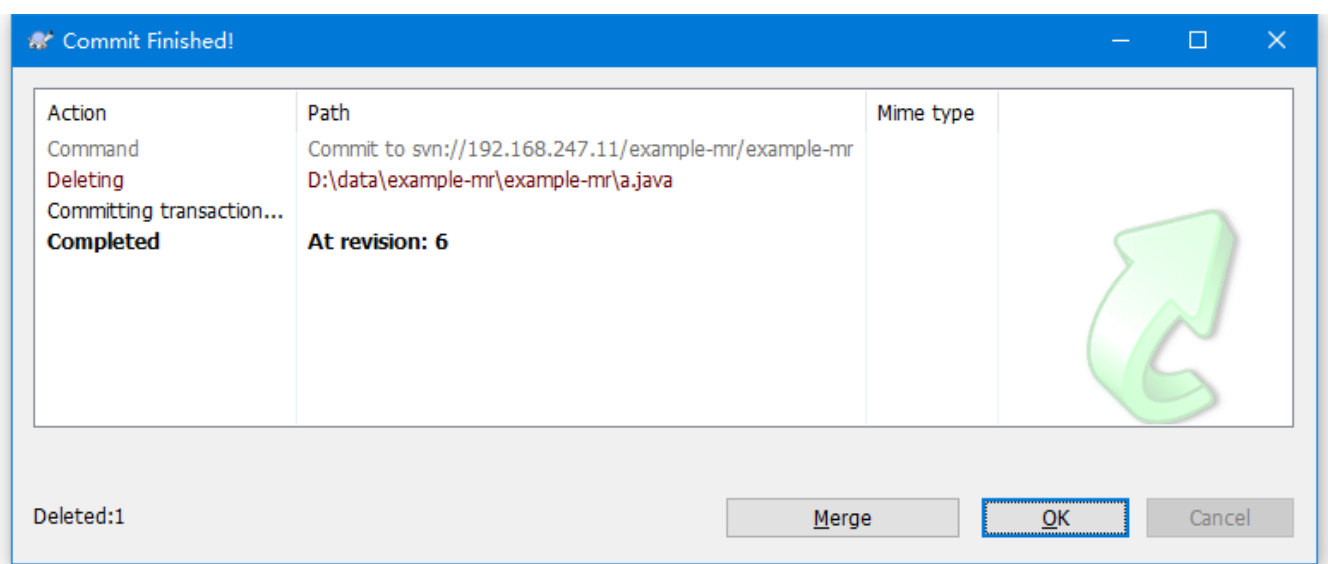 Commit Finished!
Action Path Mime type
Command Commit to svn://192.168.247.11/example-mr/example-mr
Deleting D:\data\example-mr\example-mr\a.java
Committing transaction...
Completed At revision: 6
Deleted:1 Merge OK Cancel